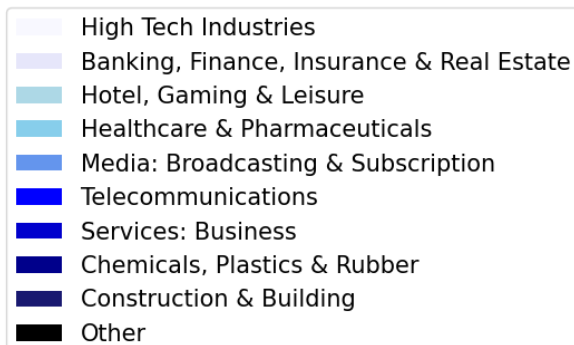 High Tech Industries
Banking, Finance, Insurance & Real Estate
Hotel, Gaming & Leisure
Healthcare & Pharmaceuticals
Media: Broadcasting & Subscription
Telecommunications
Services: Business
Chemicals, Plastics & Rubber
Construction & Building
Other